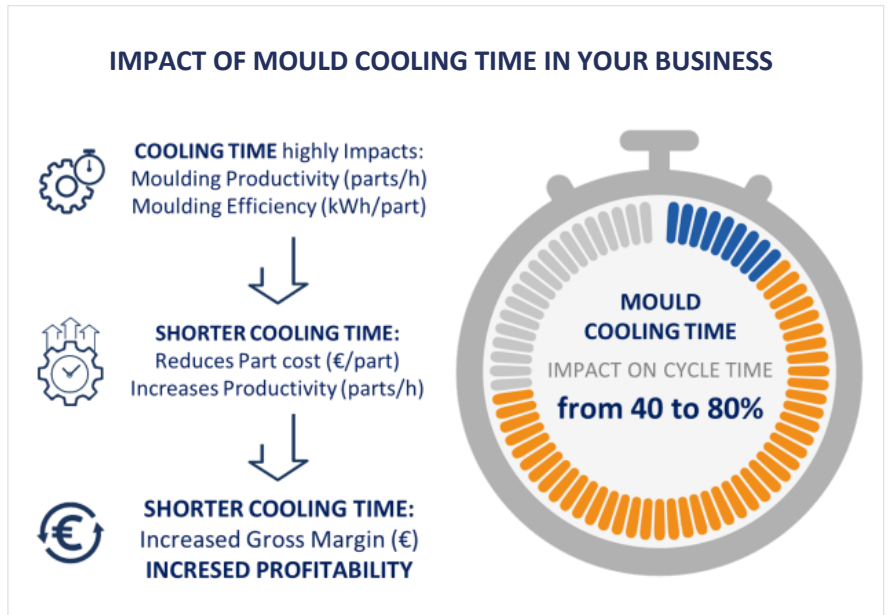 IMPACT OF MOULD COOLING TIME IN YOUR BUSINESS
COOLING TIME highly Impacts:
Moulding Productivity (parts/h)
Moulding Efficiency (kWh/part)
SHORTER COOLING TIME:
Reduces Part cost (€/part)
Increases Productivity (parts/h)
SHORTER COOLING TIME:
Increased Gross Margin (€)
INCRESED PROFITABILITY
€
MOULD
COOLING TIME
IMPACT ON CYCLE TIME
from 40 to 80%